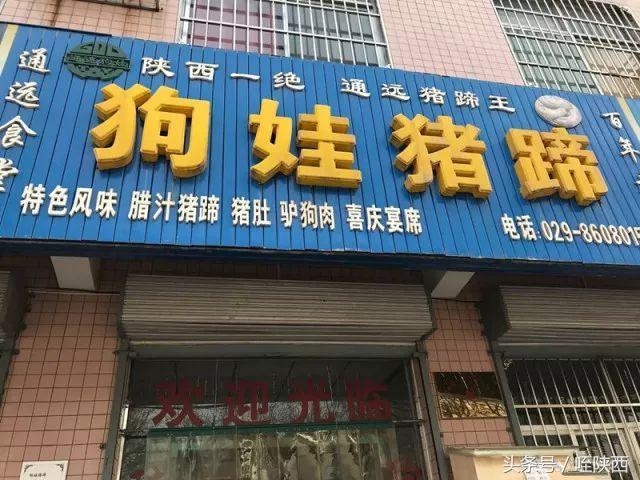 陕西一绝 通远猪蹄王
通远食堂
狗娃猪蹄
百年
特色风味 腊汁猪蹄 猪肚 驴狗肉 喜庆宴席
电话:029-8608015
欢迎光临
头条号／咥陕西